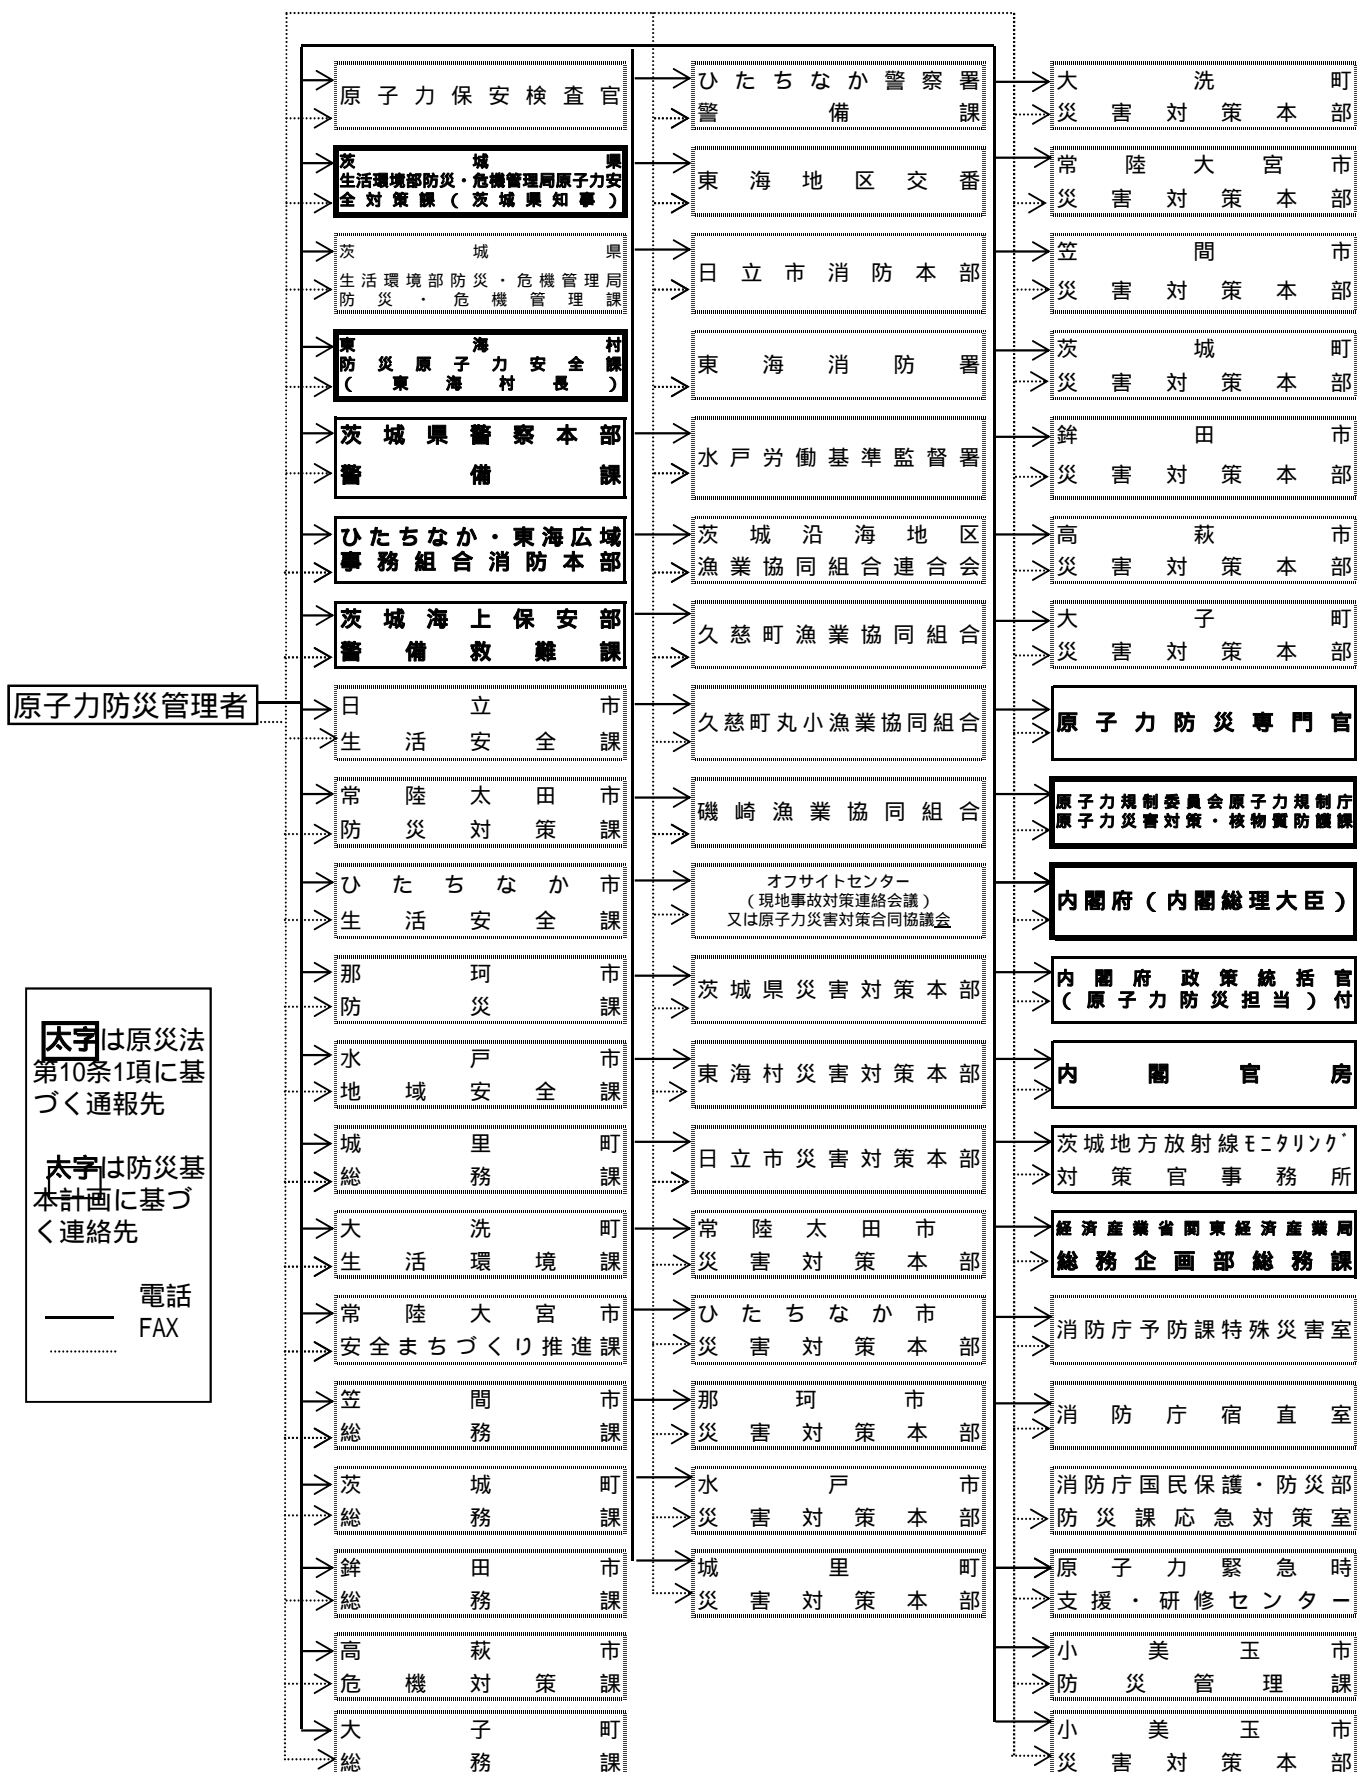 原子力防災管理者
太字は原災法
第10条1項に基
づく通報先
太字は防災基
本計画に基づ
く連絡先
電話
FAX
原子力保安検査官
茨城県
生活環境部防災・危機管理局原子力安
全対策課(茨城県知事)
茨城県
生活環境部防災・危機管理局
防災・危機管理課
東海村
防災原子力安全課
(東海村長)
茨城県警察本部
警備課
ひたちなか・東海広域
事務組合消防本部
茨城海上保安部
警備救難課
日立市
生活安全課
常陸太田市
防災対策課
ひたちなか市
生活安全課
那珂市
防災課
水戸市
地域安全課
城里町
総務課
大洗町
生活環境課
常陸大宮市
安全まちづくり推進課
笠間市
総務課
茨城町
総務課
鉾田市
総務課
高萩市
危機対策課
大子町
総務課
ひたちなか警察署
警備課
東海地区交番
日立市消防本部
東海消防署
水戸労働基準監督署
茨城沿海地区
漁業協同組合連合会
久慈町漁業協同組合
久慈町丸小漁業協同組合
磯崎漁業協同組合
オフサイトセンター
(現地事故対策連絡会議)
又は原子力災害対策合同協議会
茨城県災害対策本部
東海村災害対策本部
日立市災害対策本部
常陸太田市
災害対策本部
ひたちなか市
災害対策本部
那珂市
災害対策本部
水戸市
災害対策本部
城里町
災害対策本部
大洗町
災害対策本部
常陸大宮市
災害対策本部
笠間市
災害対策本部
茨城町
災害対策本部
鉾田市
災害対策本部
高萩市
災害対策本部
大子町
災害対策本部
原子力防災専門官
原子力規制委員会原子力規制庁
原子力災害対策・核物質防護課
内閣府(内閣総理大臣)
内閣府政策統括官
(原子力防災担当)付
内閣官房
茨城地方放射線ﾓﾆﾀﾘﾝｸﾞ
対策官事務所
経済産業省関東経済産業局
総務企画部総務課
消防庁予防課特殊災害室
消防庁宿直室
消防庁国民保護・防災部
防災課応急対策室
原子力緊急時
支援・研修センター
小美玉市
防災管理課
小美玉市
災害対策本部